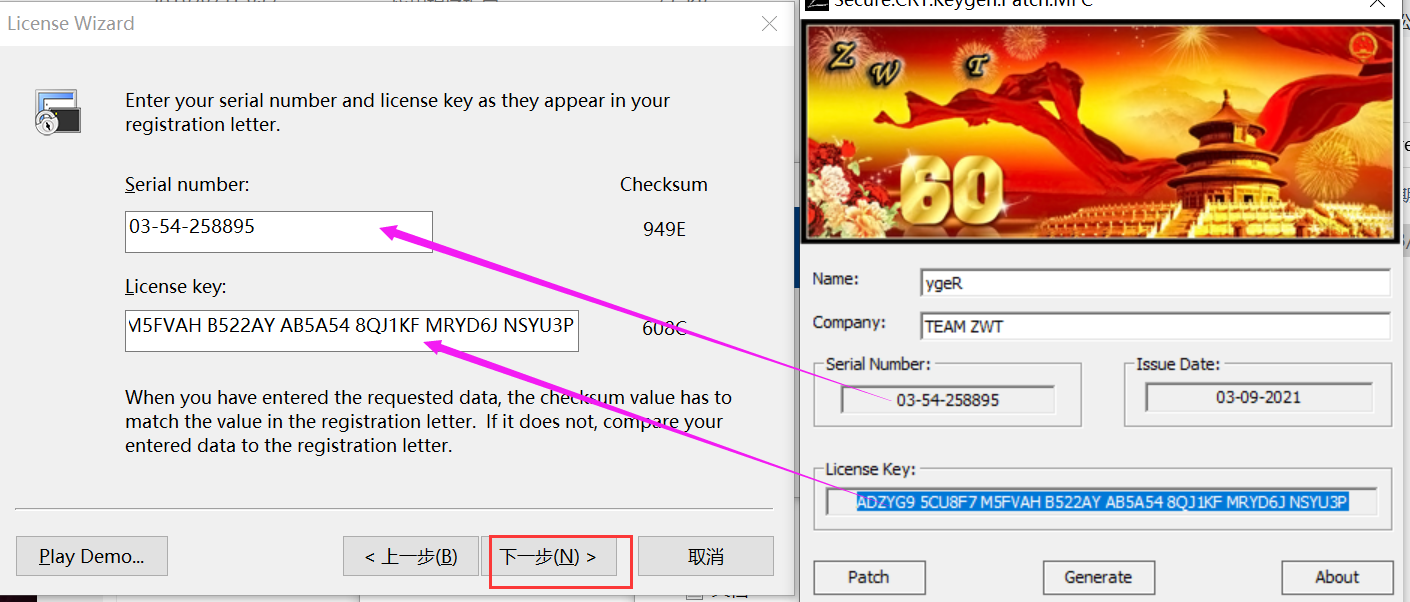 License Wizard
Enter your serial number and license key as they appear in your
registration letter.
Serial number:
Checksum
03-54-258895
949E
License key:
M5FVAH B522AY AB5A54 8QJ1KF MRYD6J NSYU3P
608C
When you have entered the requested data, the checksum value has to
match the value in the registration letter. If it does not, compare your
entered data to the registration letter.
Play Demo...
< 上一步(B)
下一步(N) >
取消
Secure.CRT.Keygen.Patch.MFC
Z W T
60
Name:
ygeR
Company:
TEAM ZWT
Serial Number:
03-54-258895
Issue Date:
03-09-2021
License Key:
ADZYG9 5CU8F7 M5FVAH B522AY AB5A54 8QJ1KF MRYD6J NSYU3P
Patch
Generate
About